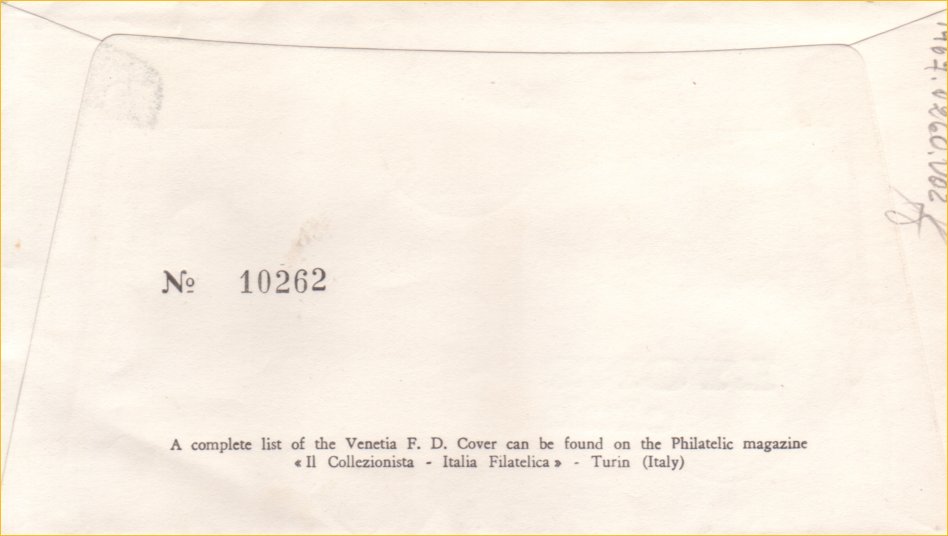 Nº 10262
A complete list of the Venetia F. D. Cover can be found on the Philatelic magazine
« Il Collezionista - Italia Filatelica » - Turin (Italy)